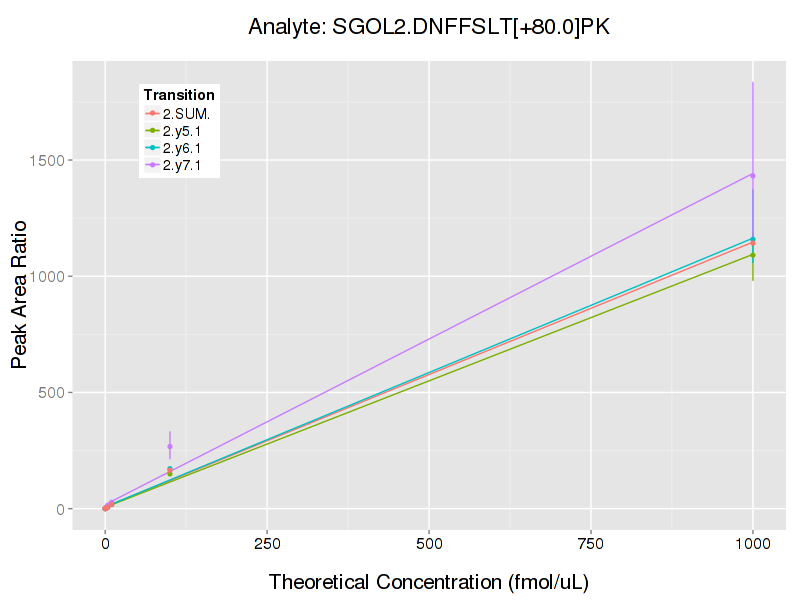 Analyte: SGOL2.DNFFSLT[+80.0]PK
Transition
2.SUM.
2.y5.1
2.y6.1
2.y7.1
1500
1000
500
0
Peak Area Ratio
0 250 500 750 1000
Theoretical Concentration (fmol/uL)